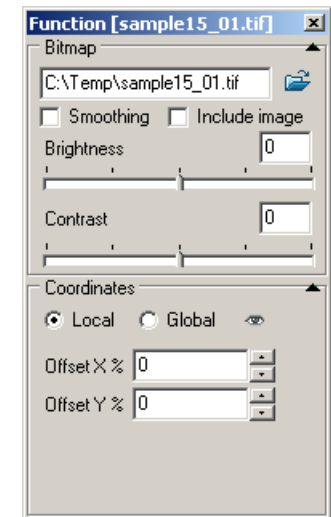 Function [sample15_01.tif]
Bitmap
C:\Temp\sample15_01.tif
Smoothing Include image
Brightness 0
Contrast 0
Coordinates
Local Global
Offset X % 0
Offset Y % 0